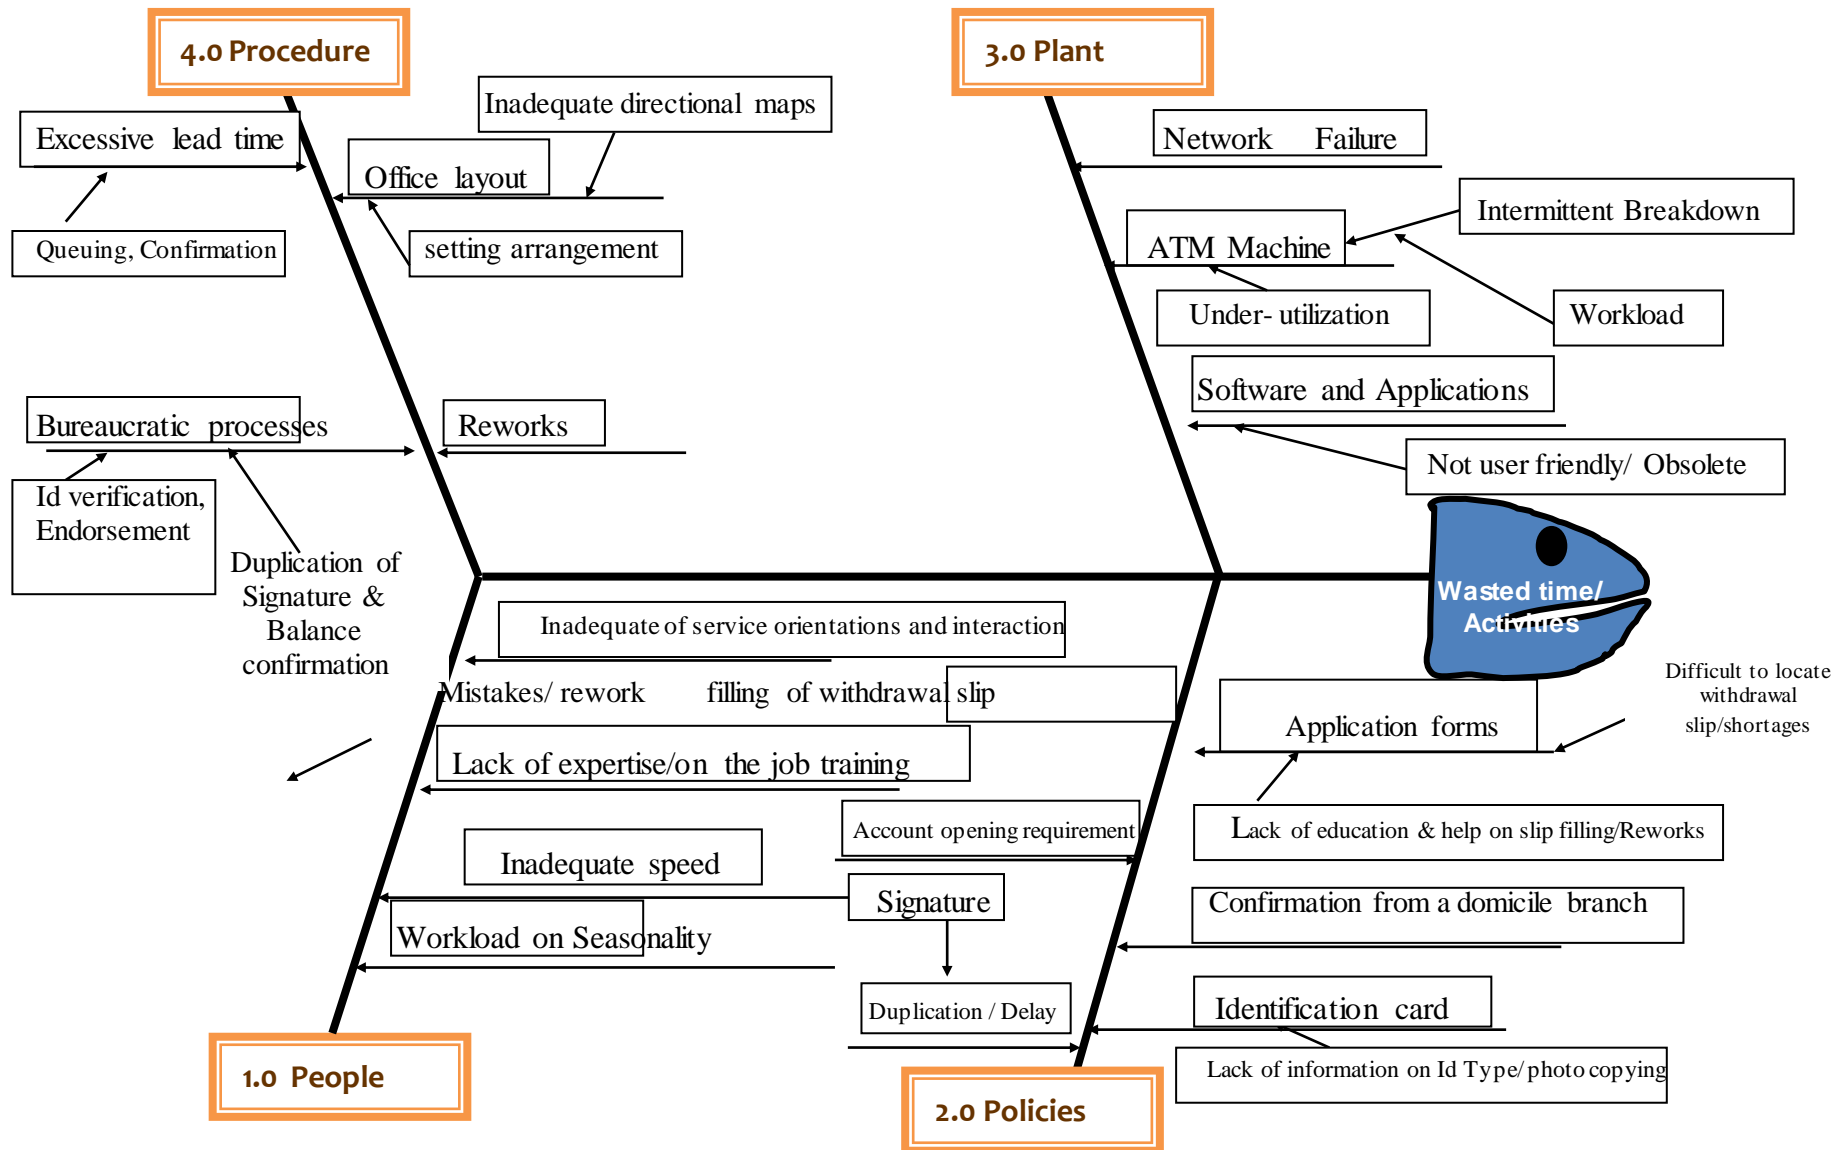 4.0 Procedure
3.0 Plant
Inadequate directional maps
Excessive lead time
Network Failure
Office layout
Intermittent Breakdown
Queuing, Confirmation
setting arrangement
ATM Machine
Under- utilization
Workload
Software and Applications
Bureaucratic processes
Reworks
Not user friendly/ Obsolete
Id verification,
Endorsement
Duplication of
Signature &
Balance
confirmation
Wasted time/
Activities
Inadequate of service orientations and interaction
Mistakes/ rework filling of withdrawal slip
Difficult to locate
withdrawal
slip/shortages
Application forms
Lack of expertise/on the job training
Account opening requirement
Lack of education & help on slip filling/Reworks
Inadequate speed
Signature
Confirmation from a domicile branch
Workload on Seasonality
Duplication / Delay
Identification card
Lack of information on Id Type/ photo copying
1.0 People
2.0 Policies